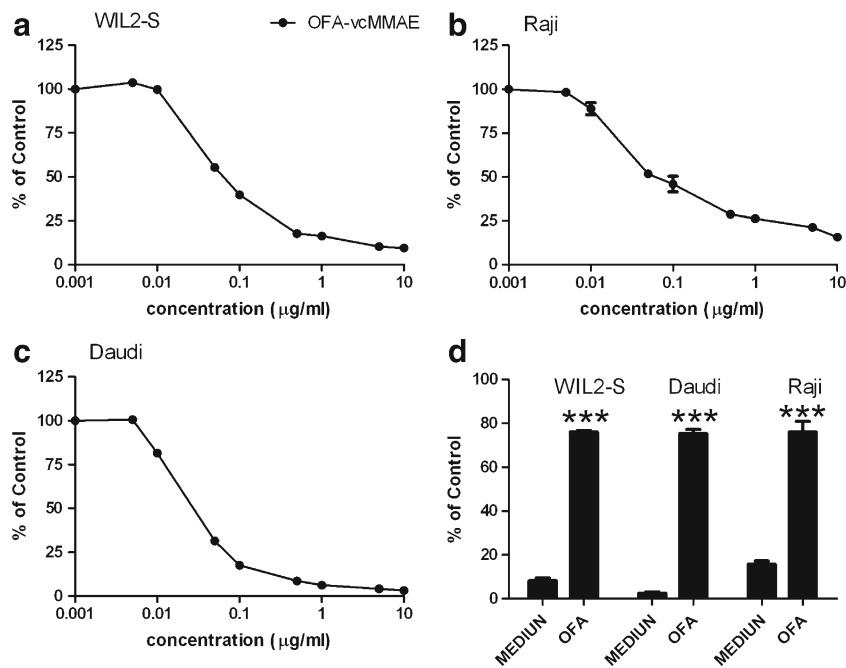 a WIL2-S
OFA-vcMMAE
125
100
75
50
25
0
% of Control
0.001 0.01 0.1 1 10
concentration ( μg/ml)
b Raji
125
100
75
50
25
0
% of Control
0.001 0.01 0.1 1 10
concentration ( μg/ml)
c Daudi
125
100
75
50
25
0
% of Control
0.001 0.01 0.1 1 10
concentration ( μg/ml)
d
WIL2-S Daudi Raji
*** *** ***
100
80
60
40
20
0
% of Control
MEDIUN OFA MEDIUN OFA MEDIUN OFA